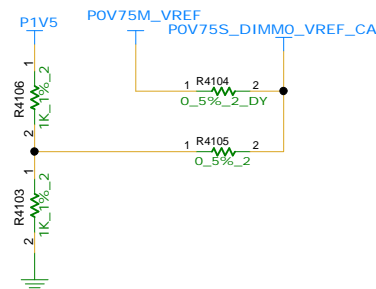 P0V75M_VREF
P1V5
P0V75S_DIMM0_VREF_CA
1
R4106
1K_1%_2
2
1
R4104
2
0_5%_2_DY
1
R4105
2
0_5%_2
1
R4103
1K_1%_2
2